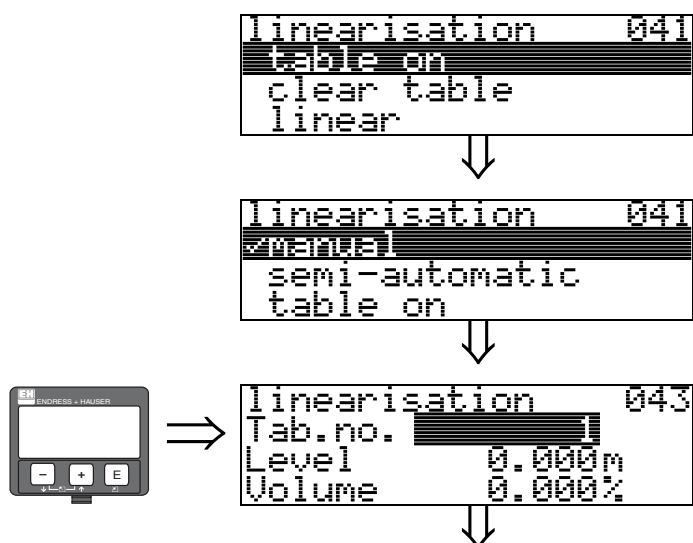 linearisation 041
table on
clear table
linear
linearisation 041
✓manual
semi-automatic
table on
EH
ENDRESS + HAUSER
- + E
linearisation 043
Tab.no. 1
Level 0.000m
Volume 0.000%